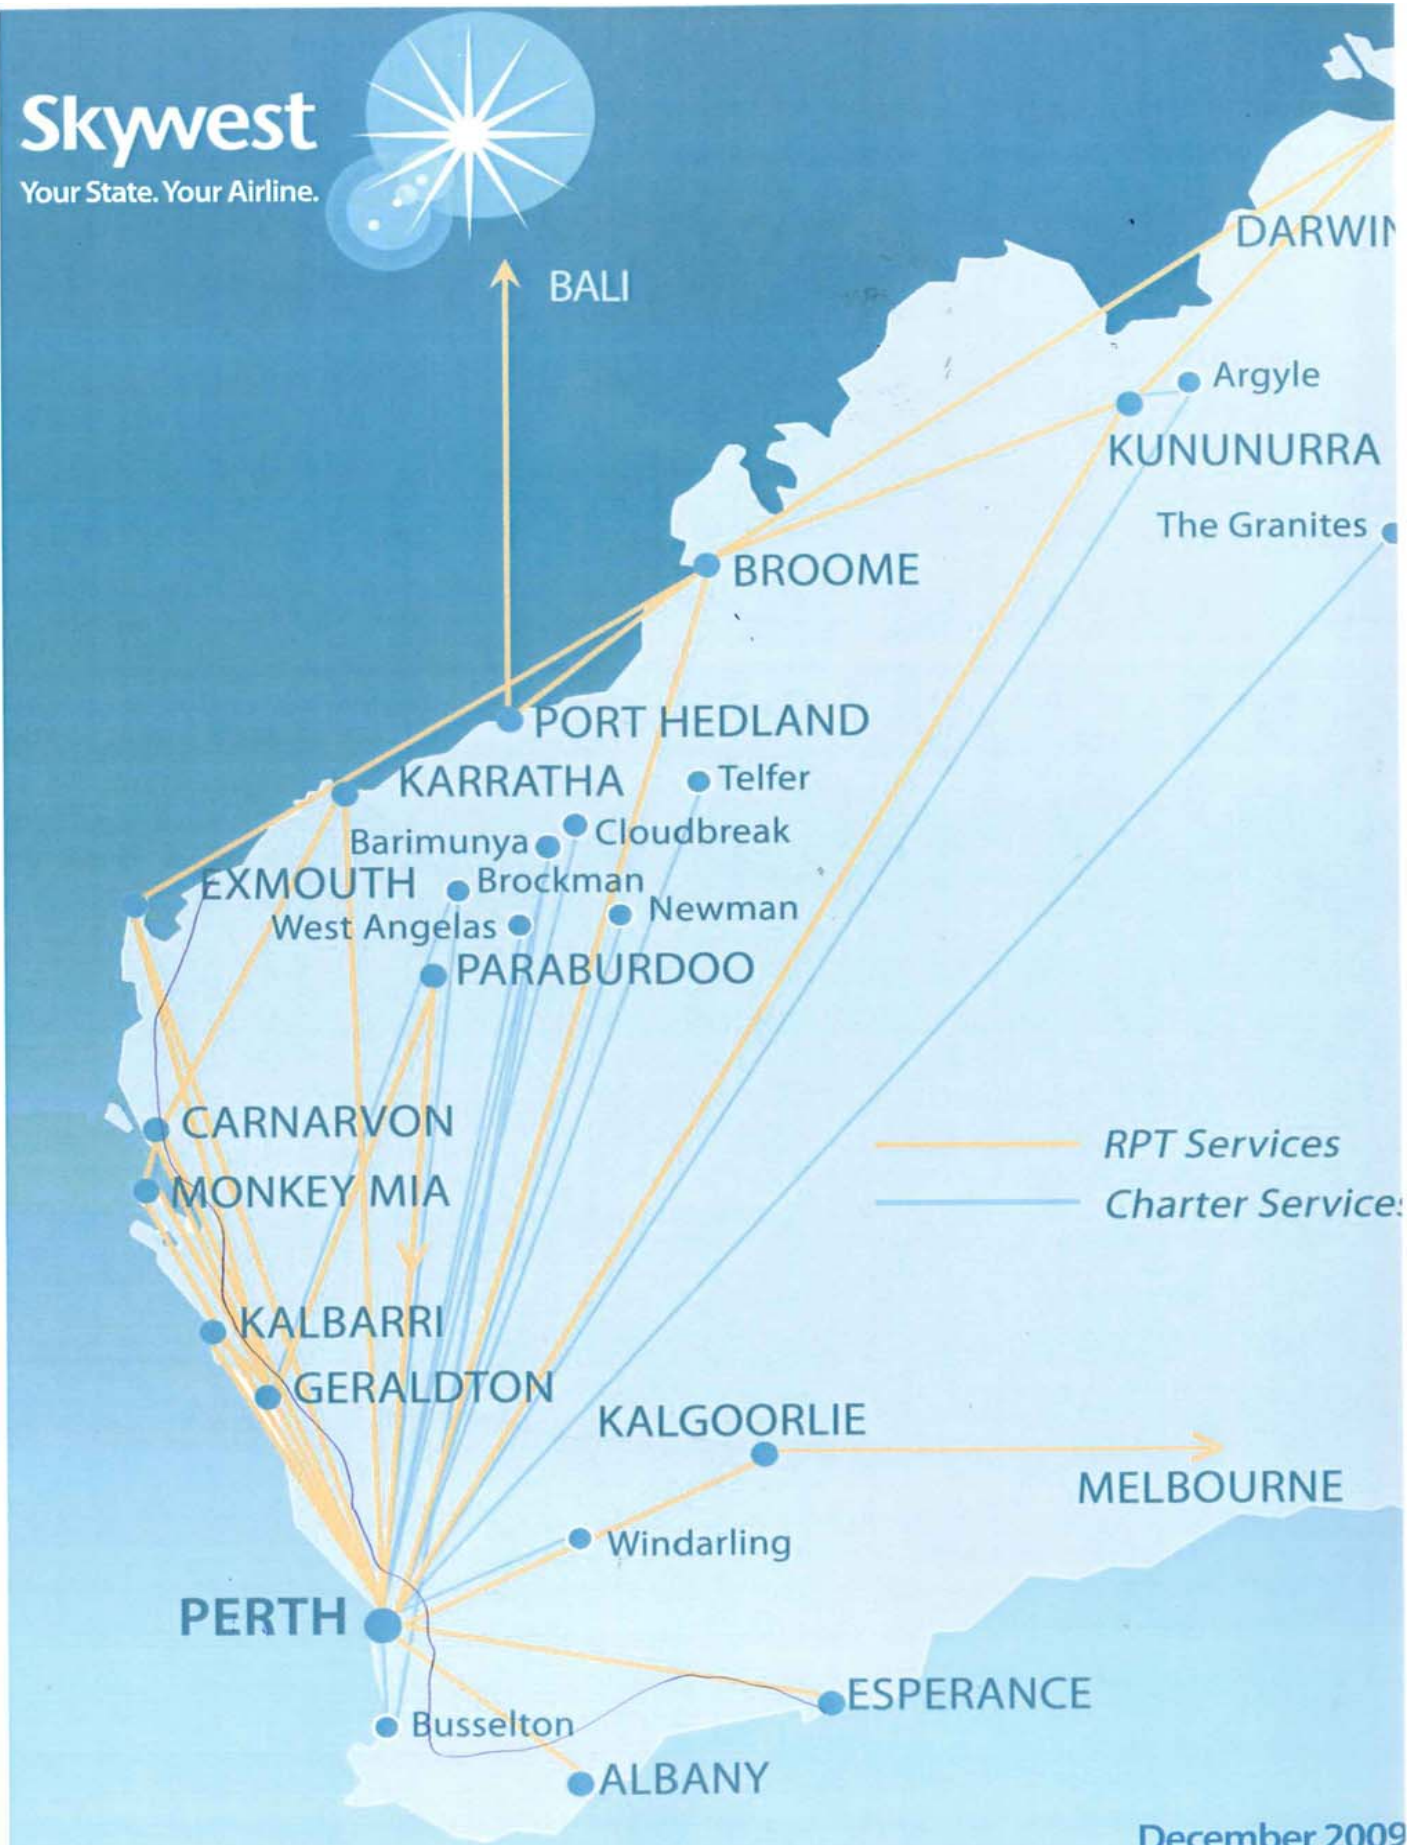 Skywest
Your State. Your Airline.
BALI
DARWIN
Argyle
KUNUNURRA
The Granites
BROOME
PORT HEDLAND
KARRATHA
Telfer
Cloudbreak
Barimunya
EXMOUTH
Brockman
Newman
West Angelas
PARABURDOO
CARNARVON
RPT Services
MONKEY MIA
Charter Services
KALBARRI
GERALDTON
KALGOORLIE
MELBOURNE
Windarling
PERTH
ESPERANCE
Busselton
ALBANY
December 2009